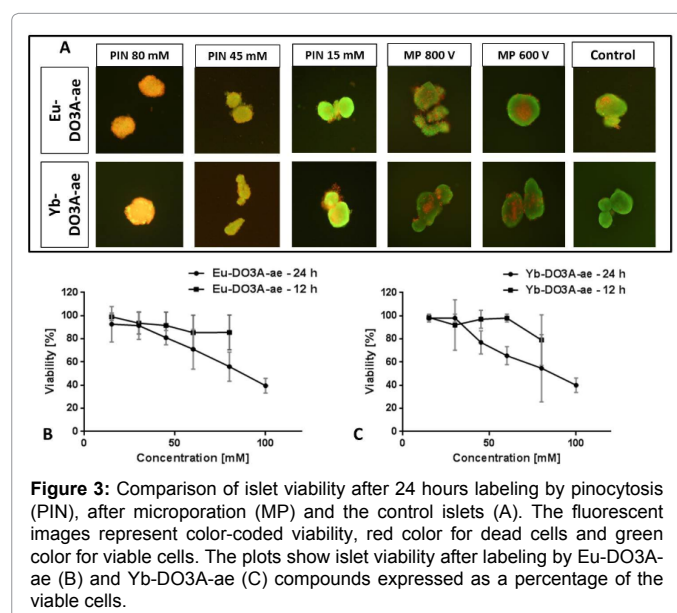 A
PIN 80 mM PIN 45 mM PIN 15 mM MP 800 V MP 600 V Control
Eu-
DO3A-ae
Yb-
DO3A-ae
Eu-DO3A-ae - 24 h
Eu-DO3A-ae - 12 h
Viability [%]
120
100
80
60
40
20
0
0 50 100
Concentration [mM]
B
Yb-DO3A-ae - 24 h
Yb-DO3A-ae - 12 h
Viability [%]
120
100
80
60
40
20
0
0 50 100
Concentration [mM]
C
Figure 3: Comparison of islet viability after 24 hours labeling by pinocytosis
(PIN), after microporation (MP) and the control islets (A). The fluorescent
images represent color-coded viability, red color for dead cells and green
color for viable cells. The plots show islet viability after labeling by Eu-DO3A-
ae (B) and Yb-DO3A-ae (C) compounds expressed as a percentage of the
viable cells.